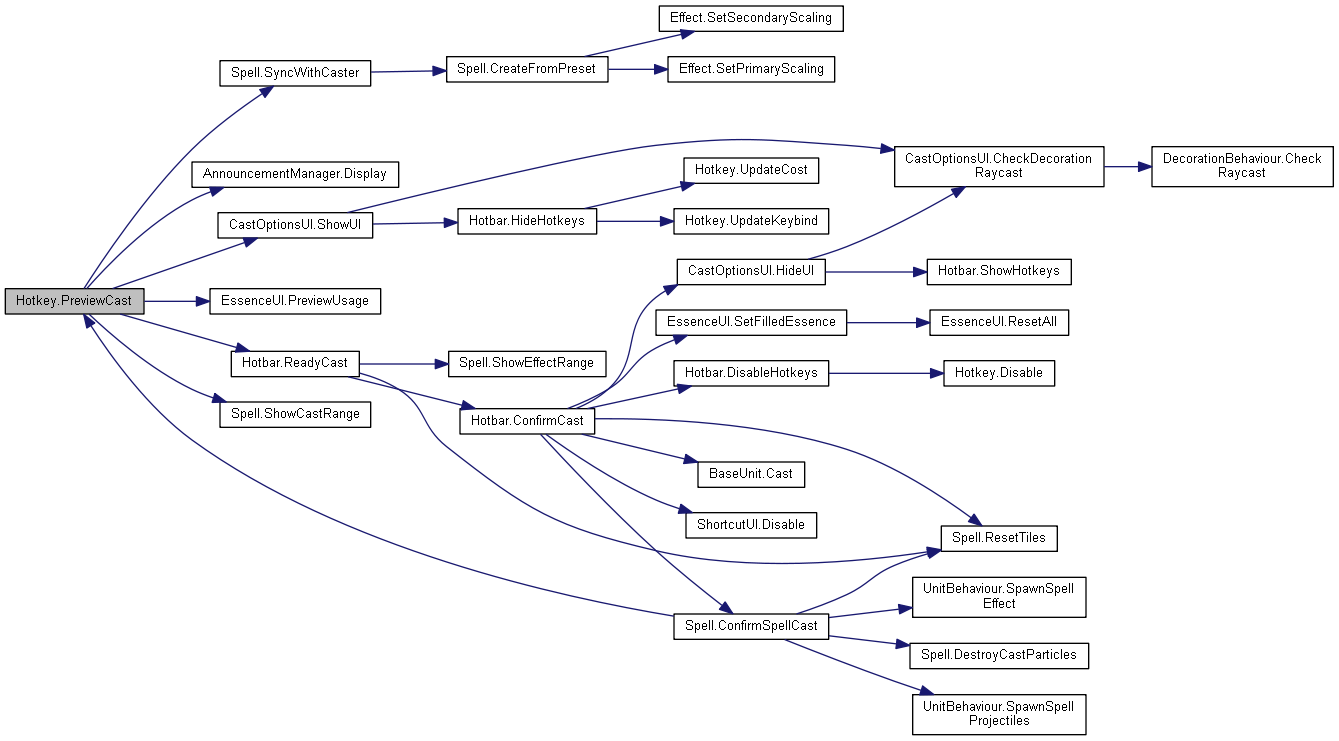 Effect.SetSecondaryScaling
Spell.SyncWithCaster
Spell.CreateFromPreset
Effect.SetPrimaryScaling
AnnouncementManager.Display
CastOptionsUI.CheckDecoration
Raycast
DecorationBehaviour.Check
Raycast
Hotkey.UpdateCost
CastOptionsUI.ShowUI
Hotbar.HideHotkeys
Hotkey.UpdateKeybind
CastOptionsUI.HideUI
Hotbar.ShowHotkeys
Hotkey.PreviewCast
EssenceUI.PreviewUsage
EssenceUI.SetFilledEssence
EssenceUI.ResetAll
Hotbar.ReadyCast
Spell.ShowEffectRange
Hotbar.DisableHotkeys
Hotkey.Disable
Spell.ShowCastRange
Hotbar.ConfirmCast
BaseUnit.Cast
ShortcutUI.Disable
Spell.ResetTiles
UnitBehaviour.SpawnSpell
Effect
Spell.ConfirmSpellCast
Spell.DestroyCastParticles
UnitBehaviour.SpawnSpell
Projectiles